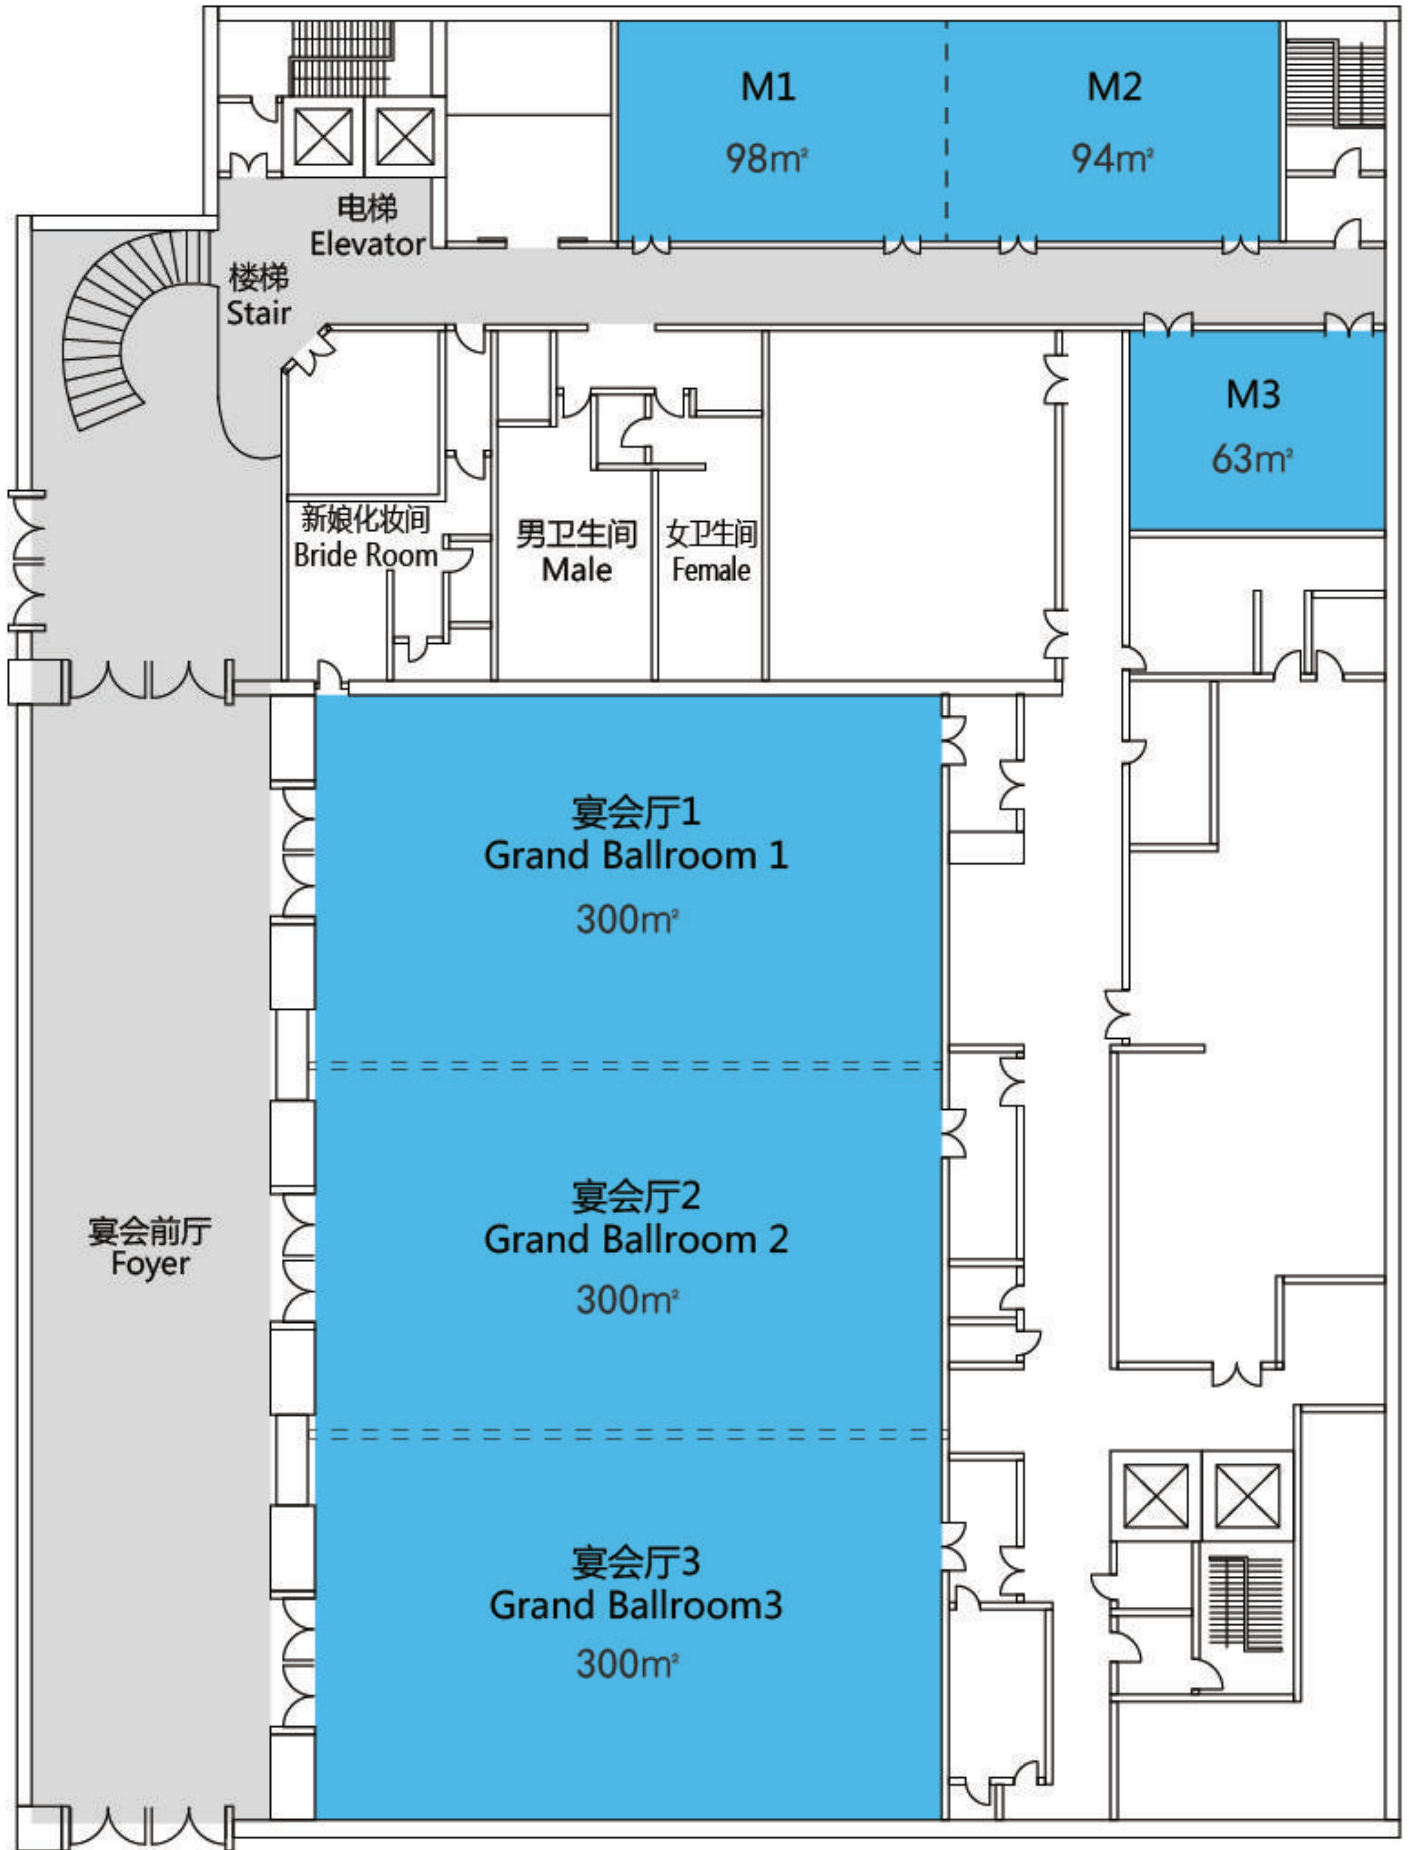 M1
98m²
M2
94m²
电梯
Elevator
楼梯
Stair
M3
63m²
新娘化妆间
Bride Room
男卫生间
Male
女卫生间
Female
宴会厅1
Grand Ballroom 1
300m²
宴会前厅
Foyer
宴会厅2
Grand Ballroom 2
300m²
宴会厅3
Grand Ballroom3
300m²